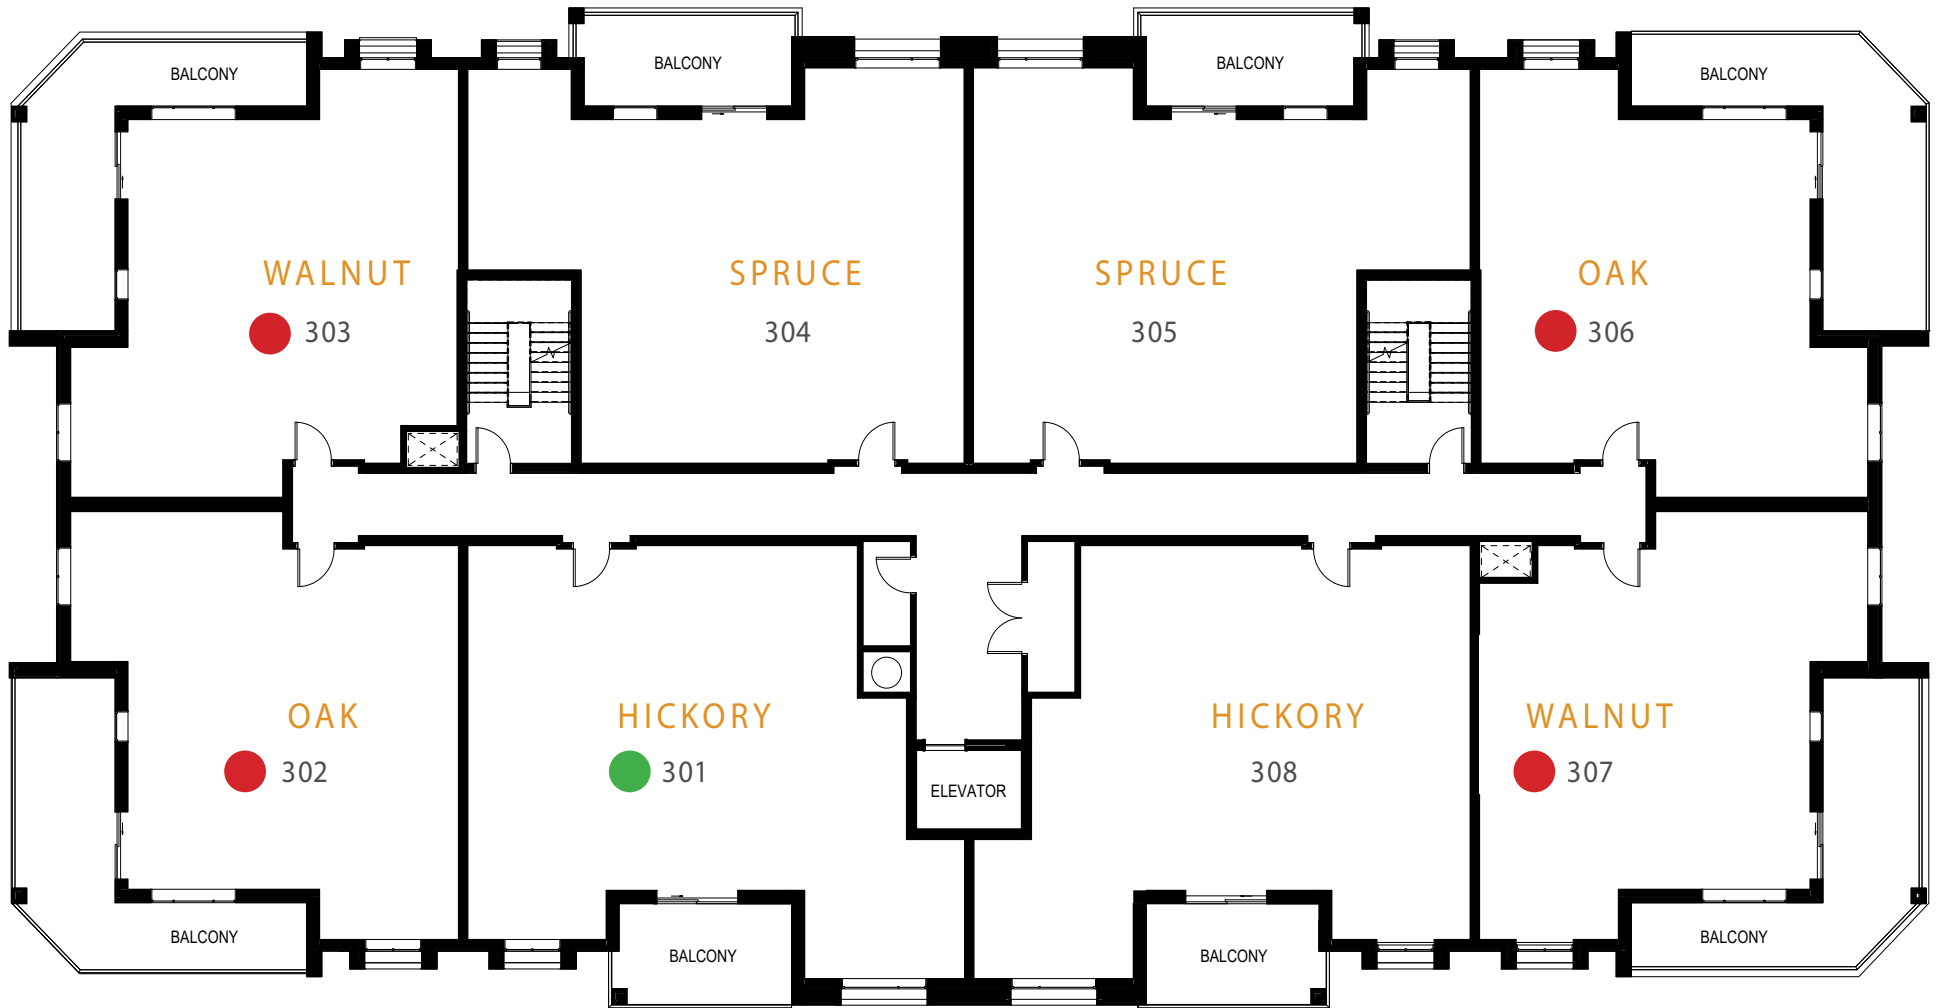 BALCONY
BALCONY
BALCONY
BALCONY
WALNUT
303
SPRUCE
304
SPRUCE
305
OAK
306
OAK
302
HICKORY
301
ELEVATOR
HICKORY
308
WALNUT
307
BALCONY
BALCONY
BALCONY
BALCONY